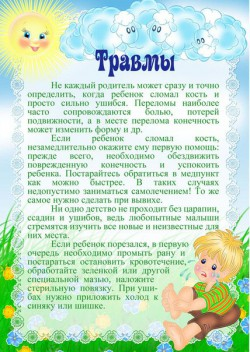 Травмы
Не каждый родитель может сразу и точно
определить, когда ребенок сломал кость и
просто сильно ушибся. Переломы наиболее
часто сопровождаются болью, потерей
подвижности, а в месте перелома конечность
может изменить форму и др.
Если ребенок сломал кость,
незамедлительно окажите ему первую помощь:
прежде всего, необходимо обездвижить
поврежденную конечность и успокоить
ребенка. Постарайтесь обратиться в медпункт
как можно быстрее. В таких случаях
недопустимо заниматься самолечением! То же
самое нужно сделать при вывихе.
Ни одно детство не проходит без царапин,
ссадин и ушибов, ведь любопытные малыши
стремятся изучить все новые и неизвестные для
них места.
Если ребенок порезался, в первую
очередь необходимо промыть рану и
постараться остановить кровотечение,
обработайте зеленкой или другой
специальной мазью, наложите
стерильную повязку. При уши-
бах нужно приложить холод к
синяку или шишке.